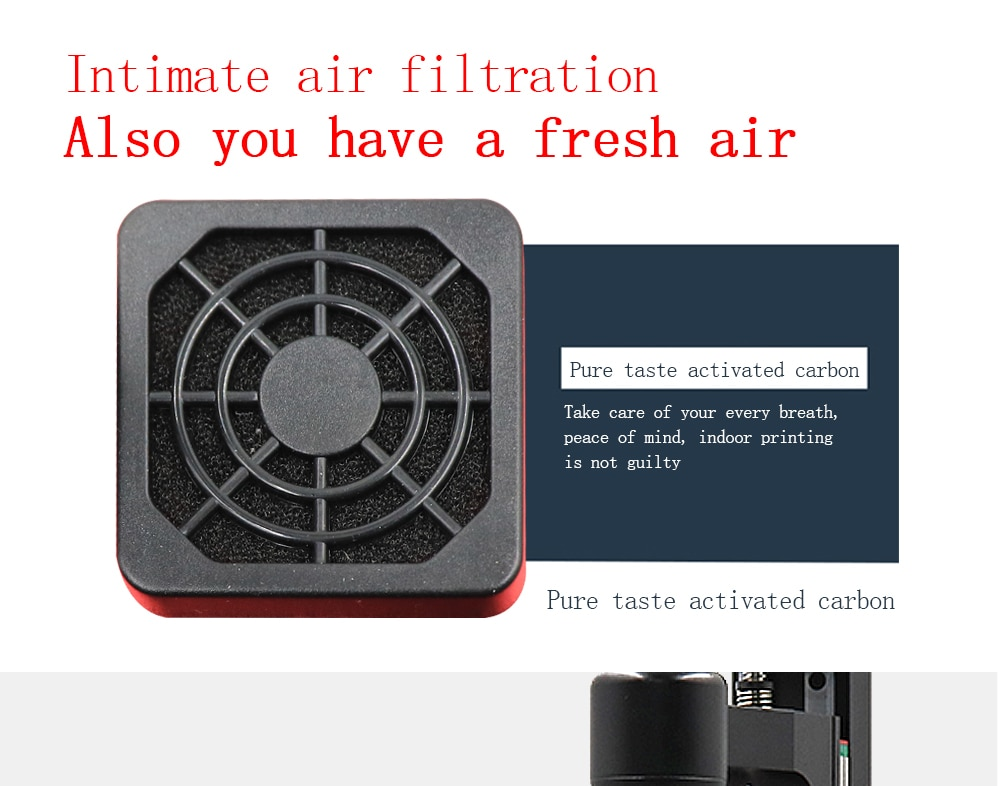 Intimate air filtration
Also you have a fresh air
Pure taste activated carbon
Take care of your every breath,
peace of mind, indoor printing
is not guilty
Pure taste activated carbon